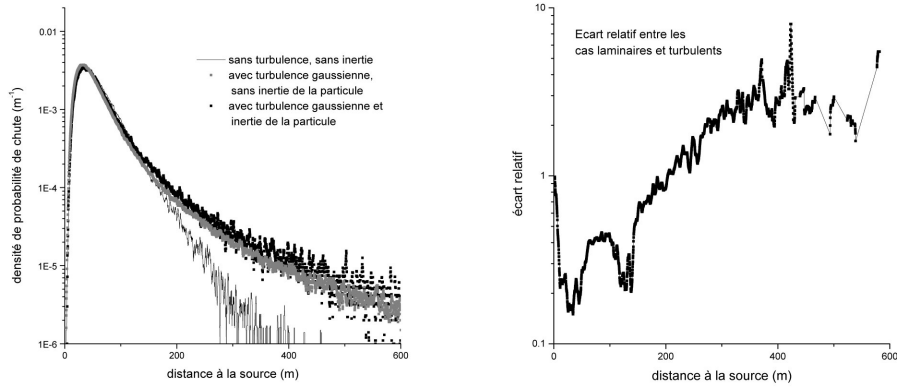 0.01
1E-3
1E-4
1E-5
1E-6
densité de probabilité de chute (m⁻¹)
sans turbulence, sans inertie
avec turbulence gaussienne,
sans inertie de la particule
avec turbulence gaussienne et
inertie de la particule
0
200
400
600
distance à la source (m)
10
1
0.1
écart relatif
Ecart relatif entre les
cas laminaires et turbulents
0
200
400
600
distance à la source (m)